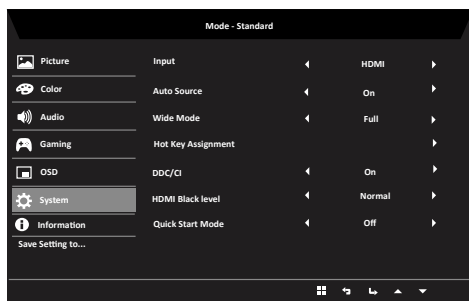 Mode - Standard
Picture
Input HDMI
Color
Auto Source On
Audio
Wide Mode Full
Gaming
Hot Key Assignment
OSD
DDC/CI On
System
HDMI Black level Normal
Information
Quick Start Mode Off
Save Setting to...